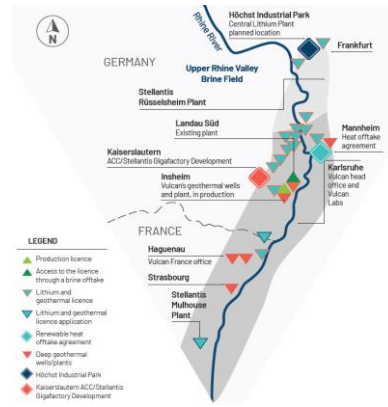 Höchst Industrial Park
Central Lithium Plant
planned location
Rhine River
N
Frankfurt
GERMANY
Upper Rhine Valley
Brine Field
Stellantis
Rüsselsheim Plant
Landau Süd
Existing plant
Mannheim
Heat offtake
agreement
Kaiserslautern
ACC/Stellantis
Gigafactory Development
Karlsruhe
Vulcan head
office and
Vulcan
Labs
Insheim
Vulcan's geothermal wells
and plant, in production
FRANCE
Haguenau
Vulcan France office
Strasbourg
Stellantis
Mulhouse
Plant
LEGEND
Production licence
Access to the licence
through a brine offtake
Lithium and
geothermal licence
Lithium and geothermal
licence application
Renewable heat
offtake agreement
Deep geothermal
wells/plants
Höchst Industrial Park
Kaiserslautern ACC/Stellantis
Gigafactory Development